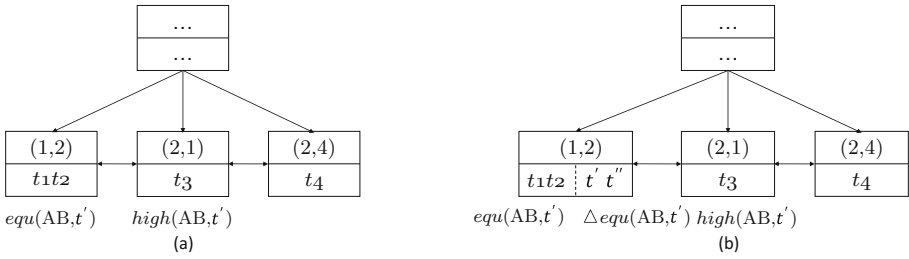 ... ...
... ...
(1,2) (2,1) (2,4) (1,2) (2,1) (2,4)
t1t2 t3 t4 t1t2 t′ t″ t3 t4
equ(AB,t′) high(AB,t′) equ(AB,t′) △equ(AB,t′) high(AB,t′)
(a) (b)